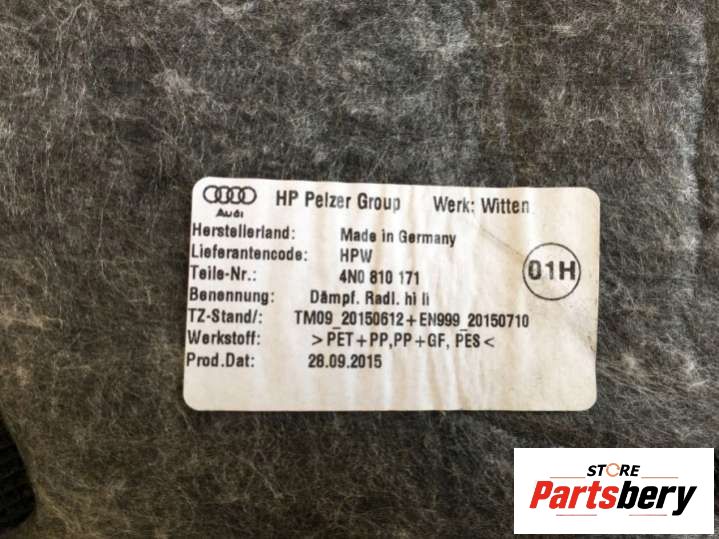 Audi HP Pelzer Group Werk: Witten
Herstellerland: Made in Germany
Lieferantencode: HPW
Teile-Nr.: 4N0 810 171
01H
Benennung: Dämpf. Radl. hi li
TZ-Stand/: TM09_20150612+EN999_20150710
Werkstoff: >PET+PP,PP+GF, PES<
Prod.Dat: 28.09.2015
STORE
Partsbery